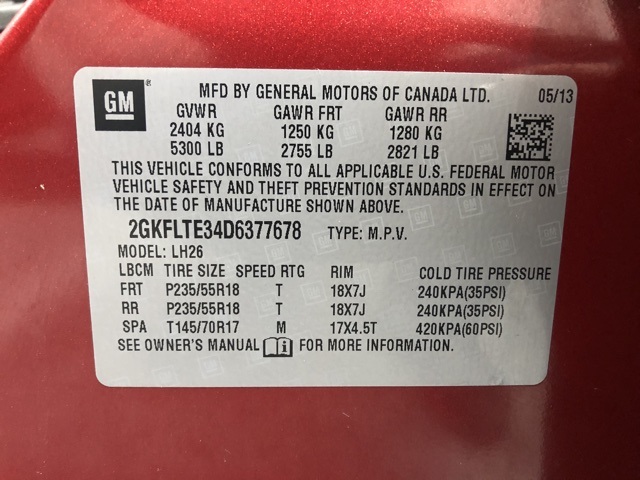 GM ® MFD BY GENERAL MOTORS OF CANADA LTD. 05/13
GVWR GAWR FRT GAWR RR
2404 KG 1250 KG 1280 KG
5300 LB 2755 LB 2821 LB
THIS VEHICLE CONFORMS TO ALL APPLICABLE U.S. FEDERAL MOTOR
VEHICLE SAFETY AND THEFT PREVENTION STANDARDS IN EFFECT ON
THE DATE OF MANUFACTURE SHOWN ABOVE.
2GKFLTE34D6377678 TYPE: M.P.V.
MODEL: LH26
LBCM TIRE SIZE SPEED RTG RIM COLD TIRE PRESSURE
FRT P235/55R18 T 18X7J 240KPA(35PSI)
RR P235/55R18 T 18X7J 240KPA(35PSI)
SPA T145/70R17 M 17X4.5T 420KPA(60PSI)
SEE OWNER'S MANUAL i FOR MORE INFORMATION.